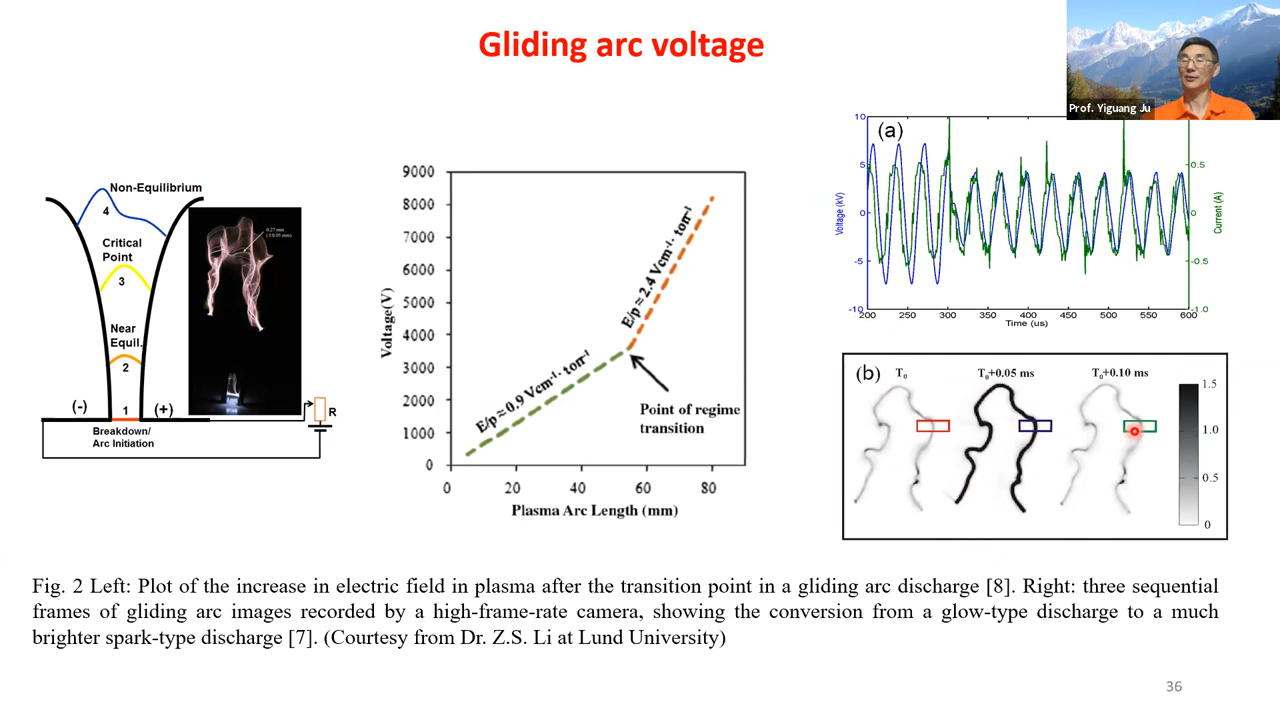 Gliding arc voltage
Prof. Yiguang Ju
Non-Equilibrium
4
Critical
Point
3
Near
Equil.
2
(-)
1
(+)
Breakdown/
Arc Initiation
R
0.27 mm
(±0.05 mm)
9000
8000
7000
6000
5000
4000
3000
2000
1000
0
Voltage(V)
E/p ≈ 0.9 Vcm⁻¹· torr⁻¹
E/p ≈ 2.4 Vcm⁻¹· torr⁻¹
Point of regime
transition
0 20 40 60 80
Plasma Arc Length (mm)
(a)
10
5
0
-5
-10
Voltage (kV)
0.5
0
-0.5
-1.0
Current (A)
200 250 300 350 400 450 500 550 600
Time (us)
(b)
T₀
T₀+0.05 ms
T₀+0.10 ms
1.5
1.0
0.5
0
Fig. 2 Left: Plot of the increase in electric field in plasma after the transition point in a gliding arc discharge [8]. Right: three sequential
frames of gliding arc images recorded by a high-frame-rate camera, showing the conversion from a glow-type discharge to a much
brighter spark-type discharge [7]. (Courtesy from Dr. Z.S. Li at Lund University)
36